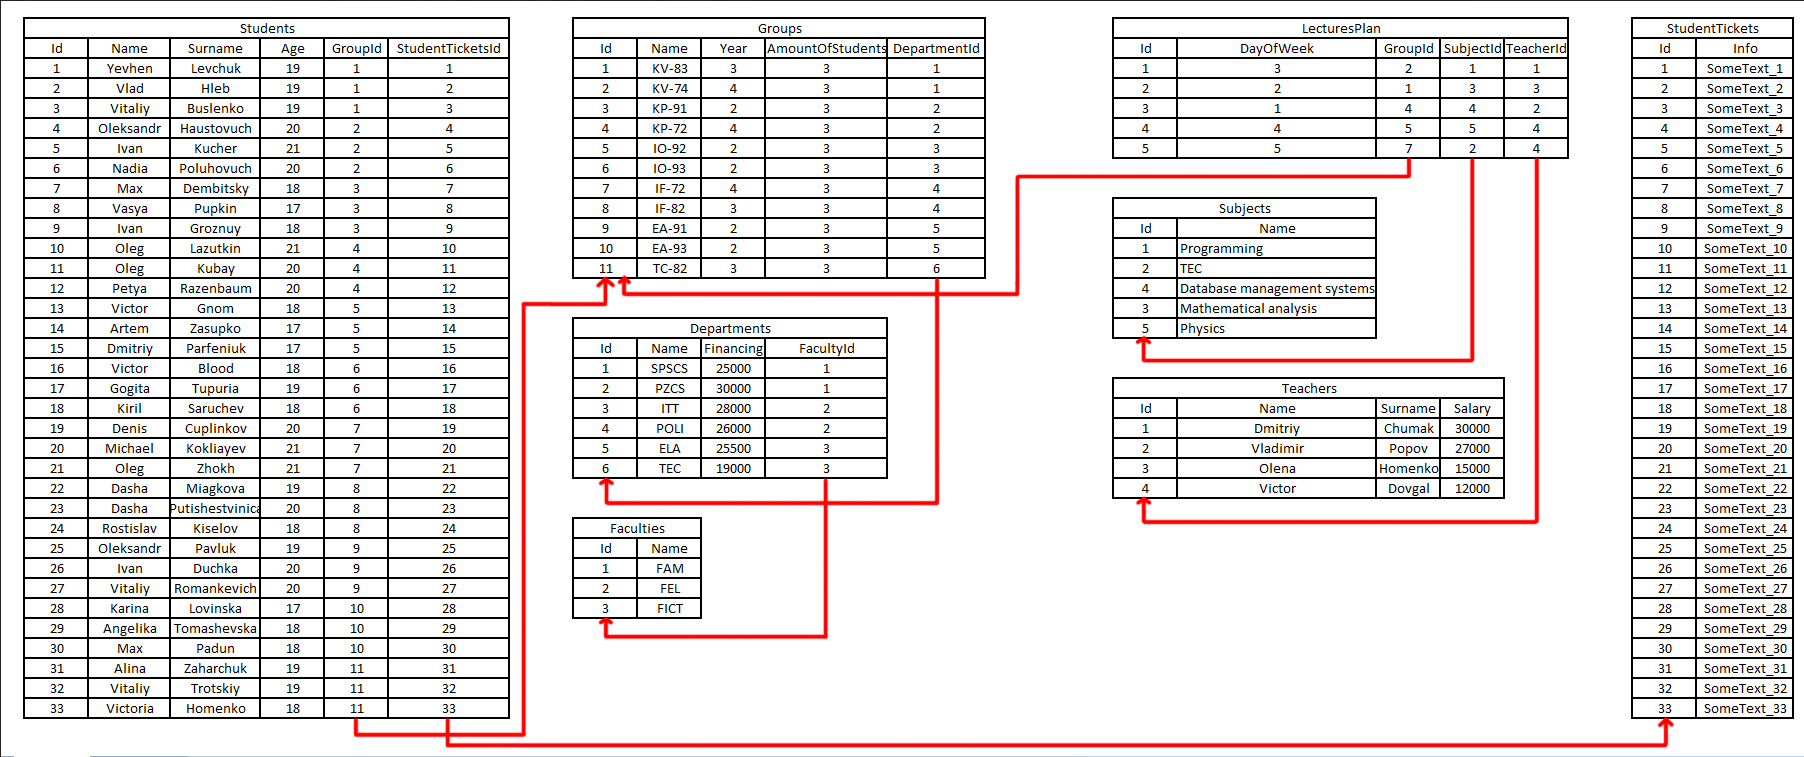 Students
Id Name Surname Age GroupId StudentTicketsId
1 Yevhen Levchuk 19 1 1
2 Vlad Hleb 19 1 2
3 Vitaliy Buslenko 19 1 3
4 Oleksandr Haustovuch 20 2 4
5 Ivan Kucher 21 2 5
6 Nadia Poluhovuch 20 2 6
7 Max Dembitsky 18 3 7
8 Vasya Pupkin 17 3 8
9 Ivan Groznuy 18 3 9
10 Oleg Lazutkin 21 4 10
11 Oleg Kubay 20 4 11
12 Petya Razenbaum 20 4 12
13 Victor Gnom 18 5 13
14 Artem Zasupko 17 5 14
15 Dmitriy Parfeniuk 17 5 15
16 Victor Blood 18 6 16
17 Gogita Tupuria 19 6 17
18 Kiril Saruchev 18 6 18
19 Denis Cuplinkov 20 7 19
20 Michael Kokliayev 21 7 20
21 Oleg Zhokh 21 7 21
22 Dasha Miagkova 19 8 22
23 Dasha Putishestvinica 20 8 23
24 Rostislav Kiselov 18 8 24
25 Oleksandr Pavluk 19 9 25
26 Ivan Duchka 20 9 26
27 Vitaliy Romankevich 20 9 27
28 Karina Lovinska 17 10 28
29 Angelika Tomashevska 18 10 29
30 Max Padun 18 10 30
31 Alina Zaharchuk 19 11 31
32 Vitaliy Trotskiy 19 11 32
33 Victoria Homenko 18 11 33
Groups
Id Name Year AmountOfStudents DepartmentId
1 KV-83 3 3 1
2 KV-74 4 3 1
3 KP-91 2 3 2
4 KP-72 4 3 2
5 IO-92 2 3 3
6 IO-93 2 3 3
7 IF-72 4 3 4
8 IF-82 3 3 4
9 EA-91 2 3 5
10 EA-93 2 3 5
11 TC-82 3 3 6
Departments
Id Name Financing FacultyId
1 SPSCS 25000 1
2 PZCS 30000 1
3 ITT 28000 2
4 POLI 26000 2
5 ELA 25500 3
6 TEC 19000 3
Faculties
Id Name
1 FAM
2 FEL
3 FICT
LecturesPlan
Id DayOfWeek GroupId SubjectId TeacherId
1 3 2 1 1
2 2 1 3 3
3 1 4 4 2
4 4 5 5 4
5 5 7 2 4
Subjects
Id Name
1 Programming
2 TEC
4 Database management systems
3 Mathematical analysis
5 Physics
Teachers
Id Name Surname Salary
1 Dmitriy Chumak 30000
2 Vladimir Popov 27000
3 Olena Homenko 15000
4 Victor Dovgal 12000
StudentTickets
Id Info
1 SomeText_1
2 SomeText_2
3 SomeText_3
4 SomeText_4
5 SomeText_5
6 SomeText_6
7 SomeText_7
8 SomeText_8
9 SomeText_9
10 SomeText_10
11 SomeText_11
12 SomeText_12
13 SomeText_13
14 SomeText_14
15 SomeText_15
16 SomeText_16
17 SomeText_17
18 SomeText_18
19 SomeText_19
20 SomeText_20
21 SomeText_21
22 SomeText_22
23 SomeText_23
24 SomeText_24
25 SomeText_25
26 SomeText_26
27 SomeText_27
28 SomeText_28
29 SomeText_29
30 SomeText_30
31 SomeText_31
32 SomeText_32
33 SomeText_33